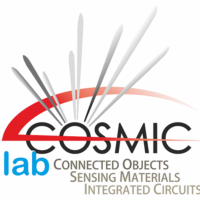 COSMIC
lab CONNECTED OBJECTS
SENSING MATERIALS
INTEGRATED CIRCUITS